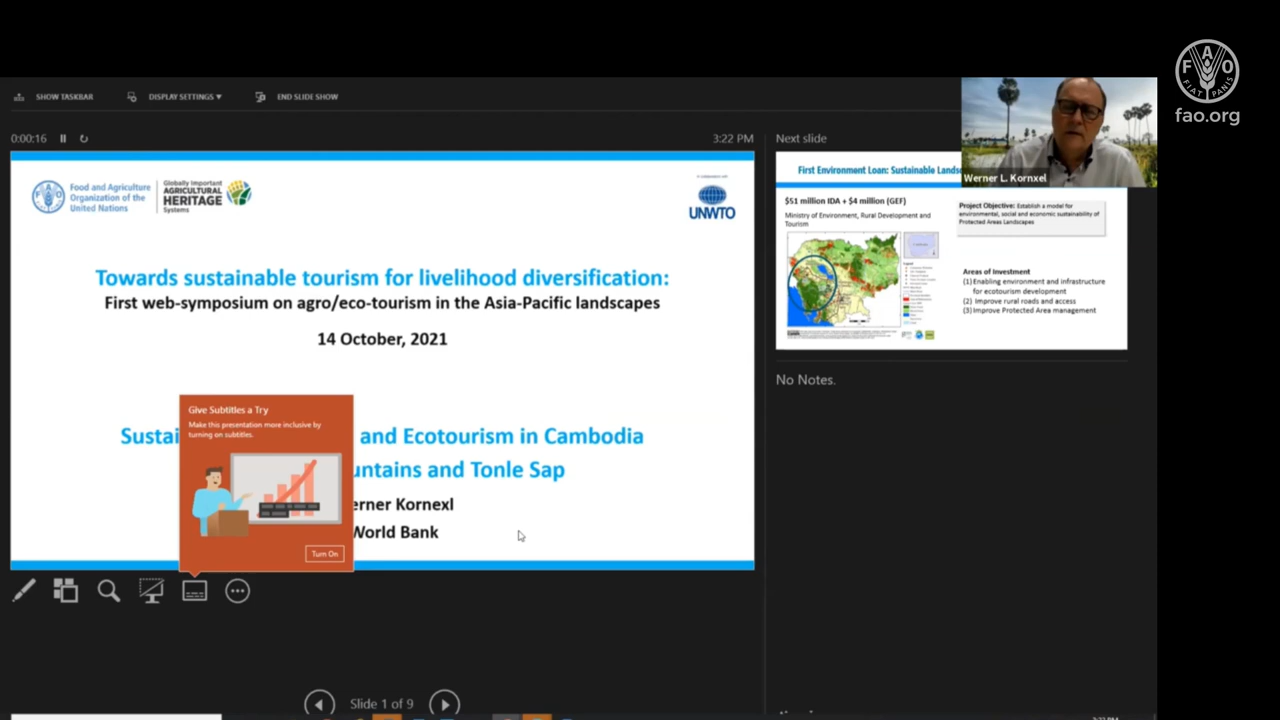 FAO
FIAT PANIS
fao.org
SHOW TASKBAR
DISPLAY SETTINGS ▾
END SLIDE SHOW
0:00:16
3:22 PM
Next slide
Werner L. Kornxel
Food and Agriculture
Organization of the
United Nations
Globally Important
AGRICULTURAL
HERITAGE
Systems
UNWTO
Towards sustainable tourism for livelihood diversification:
First web-symposium on agro/eco-tourism in the Asia-Pacific landscapes
14 October, 2021
Sustai
and Ecotourism in Cambodia
untains and Tonle Sap
erner Kornexl
World Bank
Give Subtitles a Try
Make this presentation more inclusive by
turning on subtitles.
Turn On
First Environment Loan: Sustainable Landsc
$51 million IDA + $4 million (GEF)
Ministry of Environment, Rural Development and
Tourism
Project Objective: Establish a model for
environmental, social and economic sustainability of
Protected Areas Landscapes
Areas of Investment
(1) Enabling environment and infrastructure
for ecotourism development
(2) Improve rural roads and access
(3) Improve Protected Area management
No Notes.
Slide 1 of 9